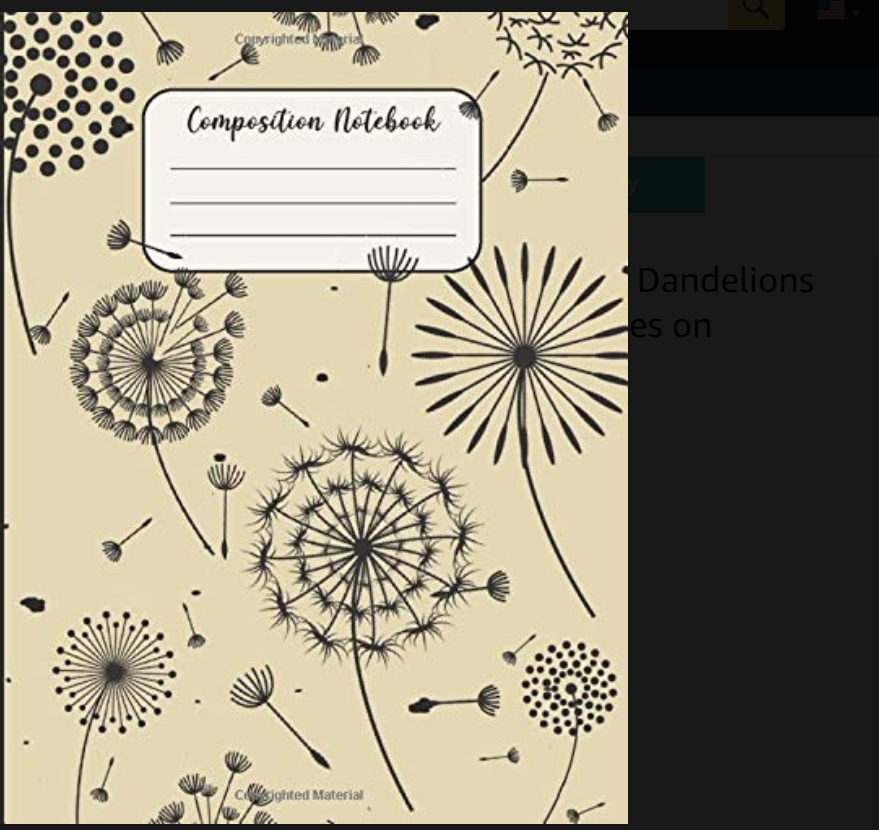 Copyrighted Material
Composition Notebook
Dandelions
es on
Copyrighted Material